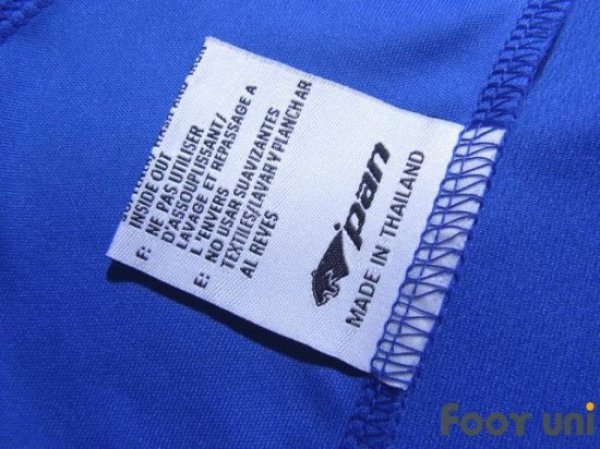 INSIDE OUT
F: NE PAS UTILISER
D'ASSOUPLISSANT/
LAVAGE ET REPASSAGE A
L'ENVERS
E: NO USAR SUAVIZANTES
TEXTILES/LAVAR Y PLANCHAR
AL REVES
pän
MADE IN THAILAND
FOOT UNI